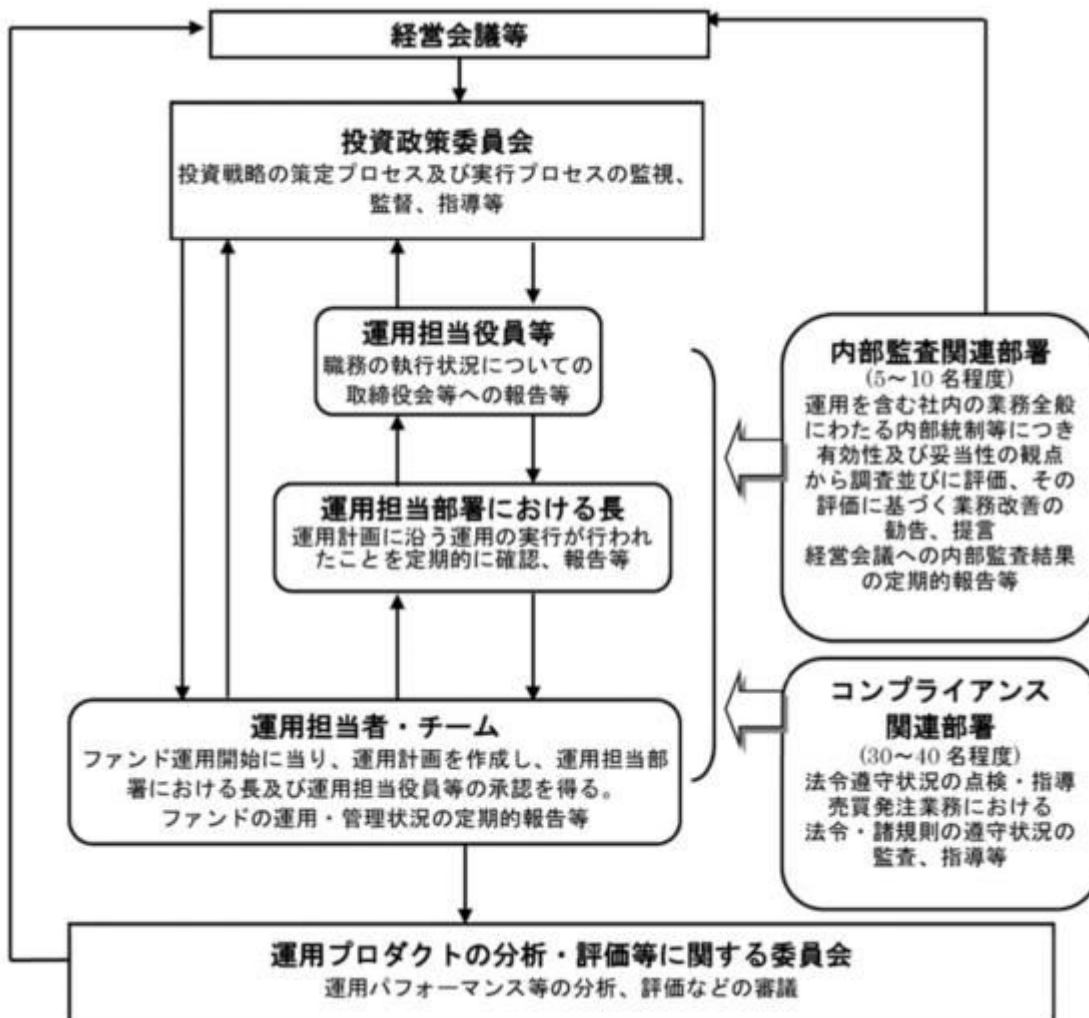 経営会議等
投資政策委員会
投資戦略の策定プロセス及び実行プロセスの監視、
監督、指導等
運用担当役員等
職務の執行状況についての
取締役会等への報告等
運用担当部署における長
運用計画に沿う運用の実行が行われ
たことを定期的に確認、報告等
運用担当者・チーム
ファンド運用開始に当り、運用計画を作成し、運用担当部
署における長及び運用担当役員等の承認を得る。
ファンドの運用・管理状況の定期的報告等
内部監査関連部署
(5～10 名程度)
運用を含む社内の業務全般
にわたる内部統制等につき
有効性及び妥当性の観点
から調査並びに評価、その
評価に基づく業務改善の
勧告、提言
経営会議への内部監査結果
の定期的報告等
コンプライアンス
関連部署
(30～40 名程度)
法令遵守状況の点検・指導
売買発注業務における
法令・諸規則の遵守状況の
監査、指導等
運用プロダクトの分析・評価等に関する委員会
運用パフォーマンス等の分析、評価などの審議